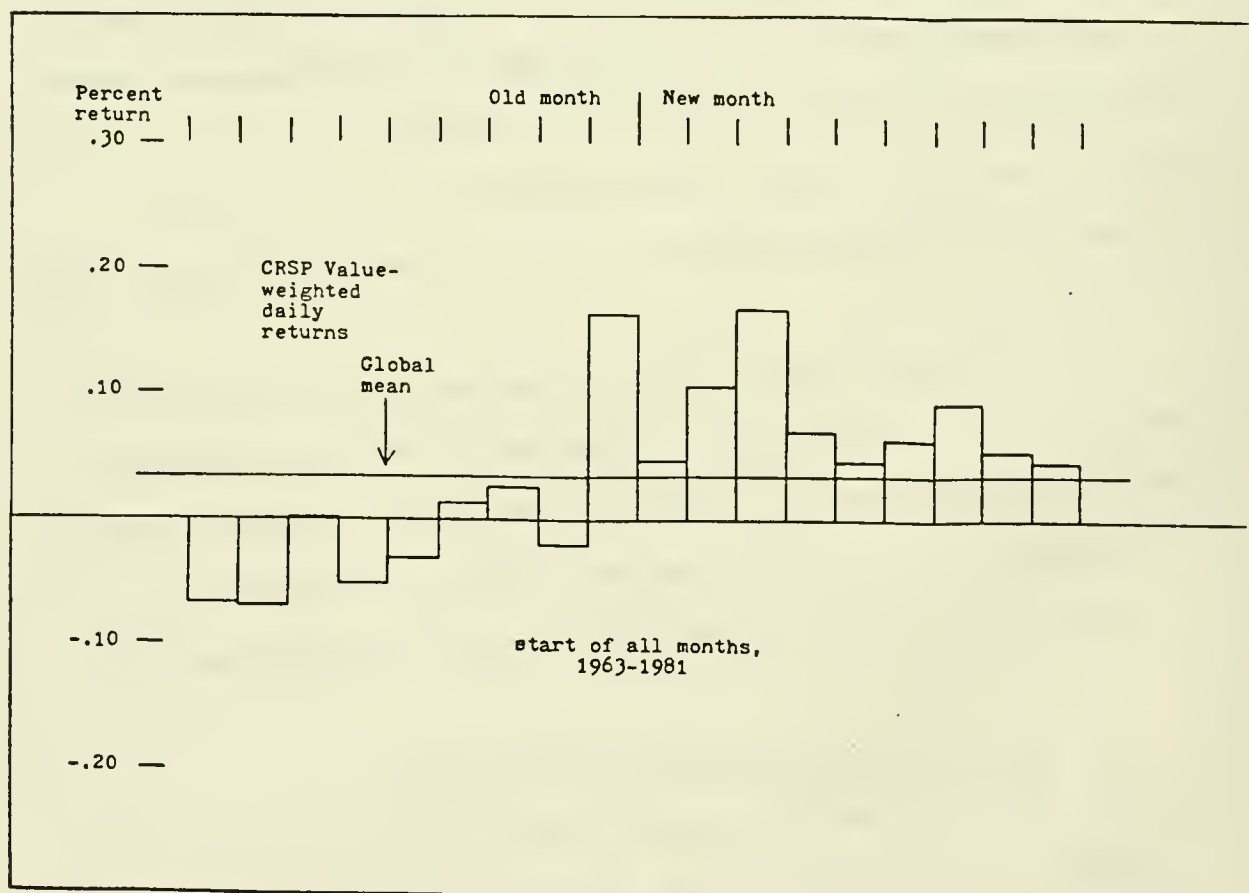 Percent
return
Old month
New month
.30
.20
CRSP Value-
weighted
daily
returns
Global
mean
.10
-.10
start of all months,
1963-1981
-.20